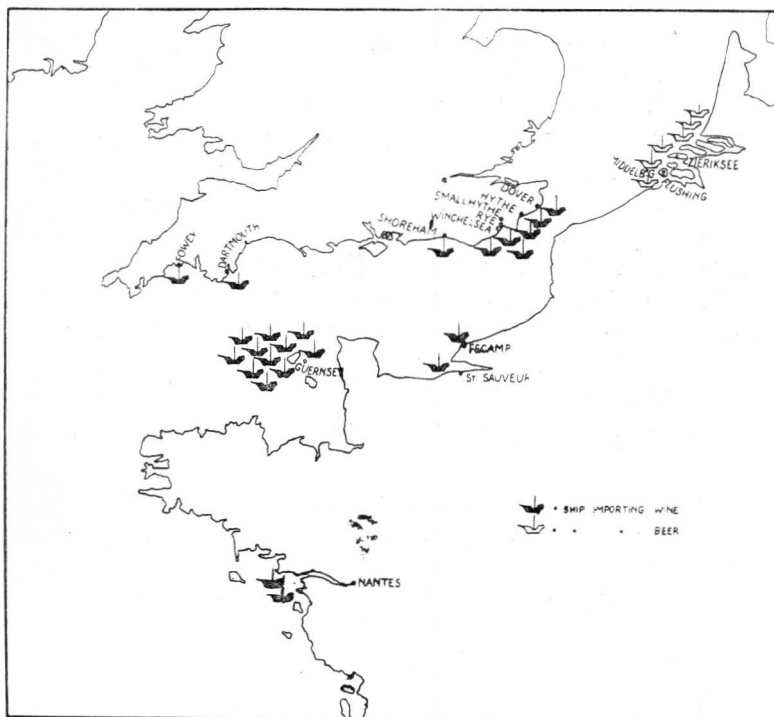 ZIERIKSEE
MIDDELBG
FLUSHING
DOVER
HYTHE
SMALLHYTHE
RYE
WINCHELSEA
SHOREHAM
DARTMOUTH
FOWEY
FECAMP
GUERNSEY
ST SAUVEUR
= SHIP IMPORTING WINE
" " " BEER
NANTES